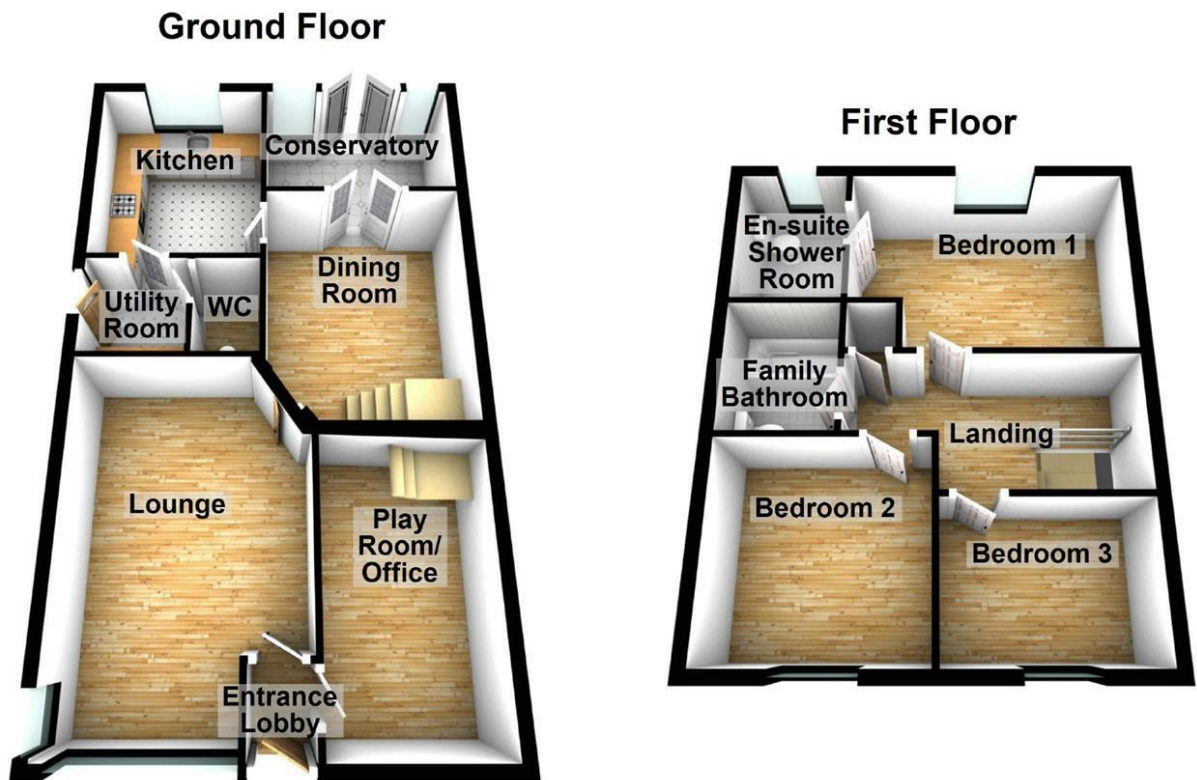 Ground Floor
Kitchen
Conservatory
Utility
Room
WC
Dining
Room
Lounge
Play
Room/
Office
Entrance
Lobby
First Floor
En-suite
Shower
Room
Bedroom 1
Family
Bathroom
Landing
Bedroom 2
Bedroom 3